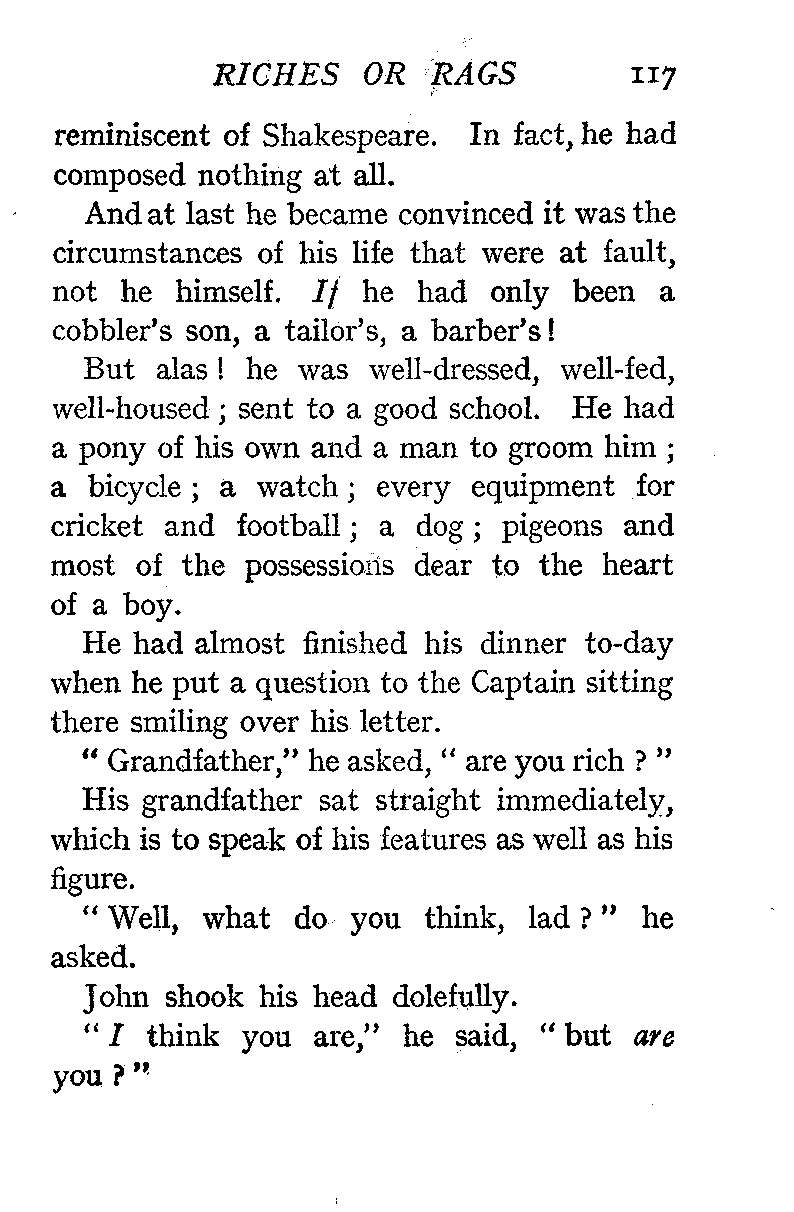 RICHES OR RAGS 117
reminiscent of Shakespeare. In fact, he had
composed nothing at all.
And at last he became convinced it was the
circumstances of his life that were at fault,
not he himself. If he had only been a
cobbler's son, a tailor's, a barber's!
But alas! he was well-dressed, well-fed,
well-housed; sent to a good school. He had
a pony of his own and a man to groom him;
a bicycle; a watch; every equipment for
cricket and football; a dog; pigeons and
most of the possessions dear to the heart
of a boy.
He had almost finished his dinner to-day
when he put a question to the Captain sitting
there smiling over his letter.
"Grandfather," he asked, "are you rich?"
His grandfather sat straight immediately,
which is to speak of his features as well as his
figure.
"Well, what do you think, lad?" he
asked.
John shook his head dolefully.
"I think you are," he said, "but are
you?"